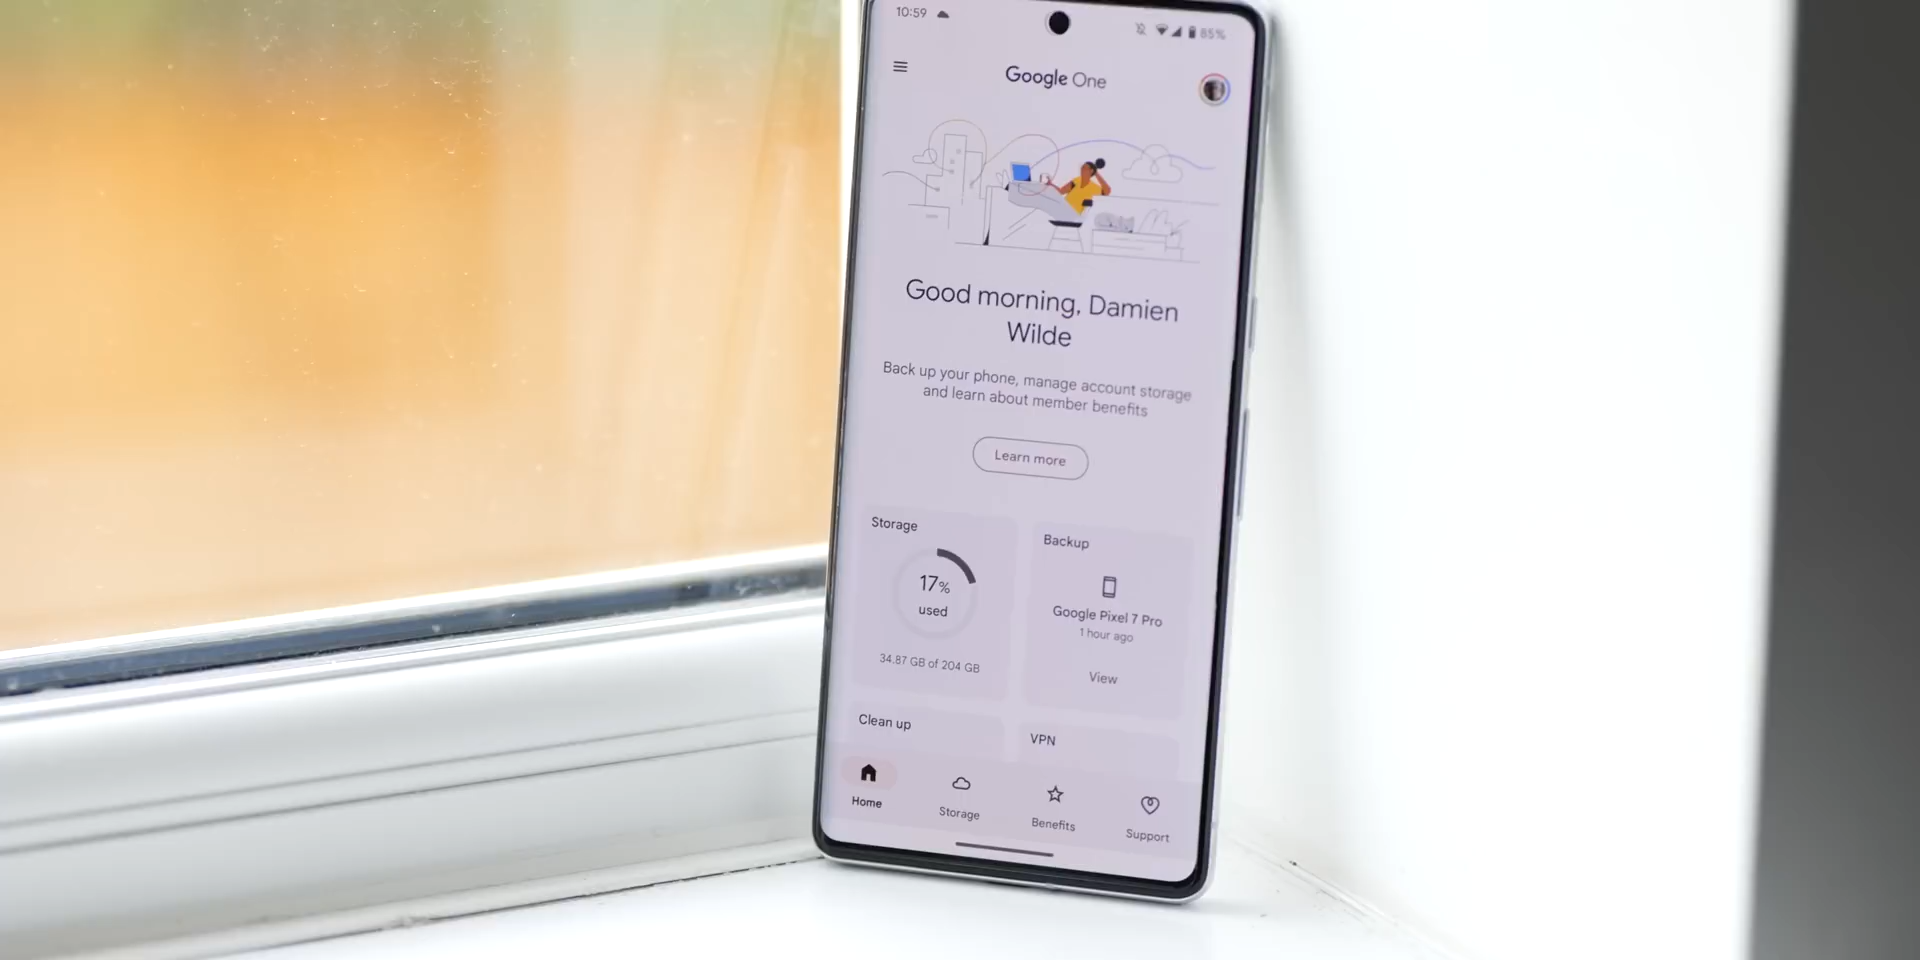 10:59
85%
Google One
Good morning, Damien
Wilde
Back up your phone, manage account storage
and learn about member benefits
Learn more
Storage
17%
used
34.87 GB of 204 GB
Backup
Google Pixel 7 Pro
1 hour ago
View
Clean up
VPN
Home
Storage
Benefits
Support